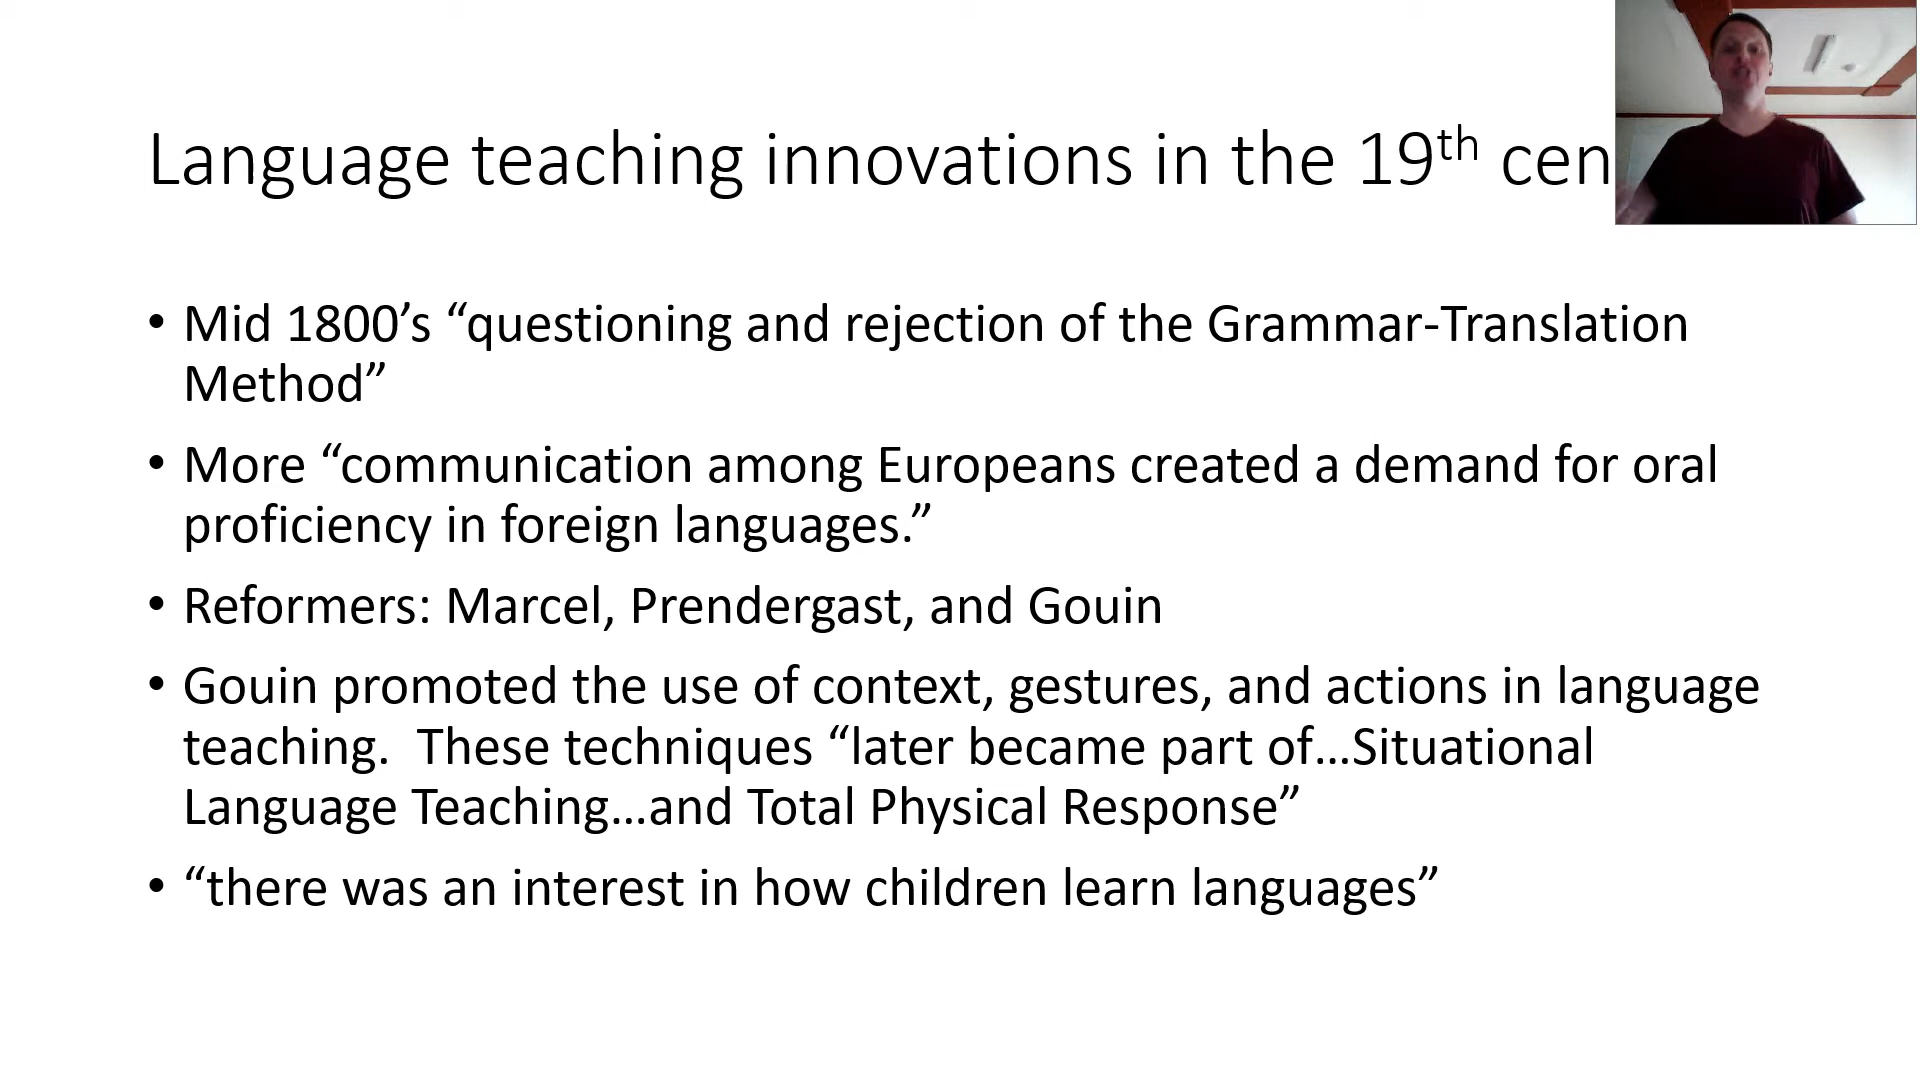 Language teaching innovations in the 19th cen
• Mid 1800’s “questioning and rejection of the Grammar-Translation
Method”
• More “communication among Europeans created a demand for oral
proficiency in foreign languages.”
• Reformers: Marcel, Prendergast, and Gouin
• Gouin promoted the use of context, gestures, and actions in language
teaching.  These techniques “later became part of…Situational
Language Teaching…and Total Physical Response”
• “there was an interest in how children learn languages”